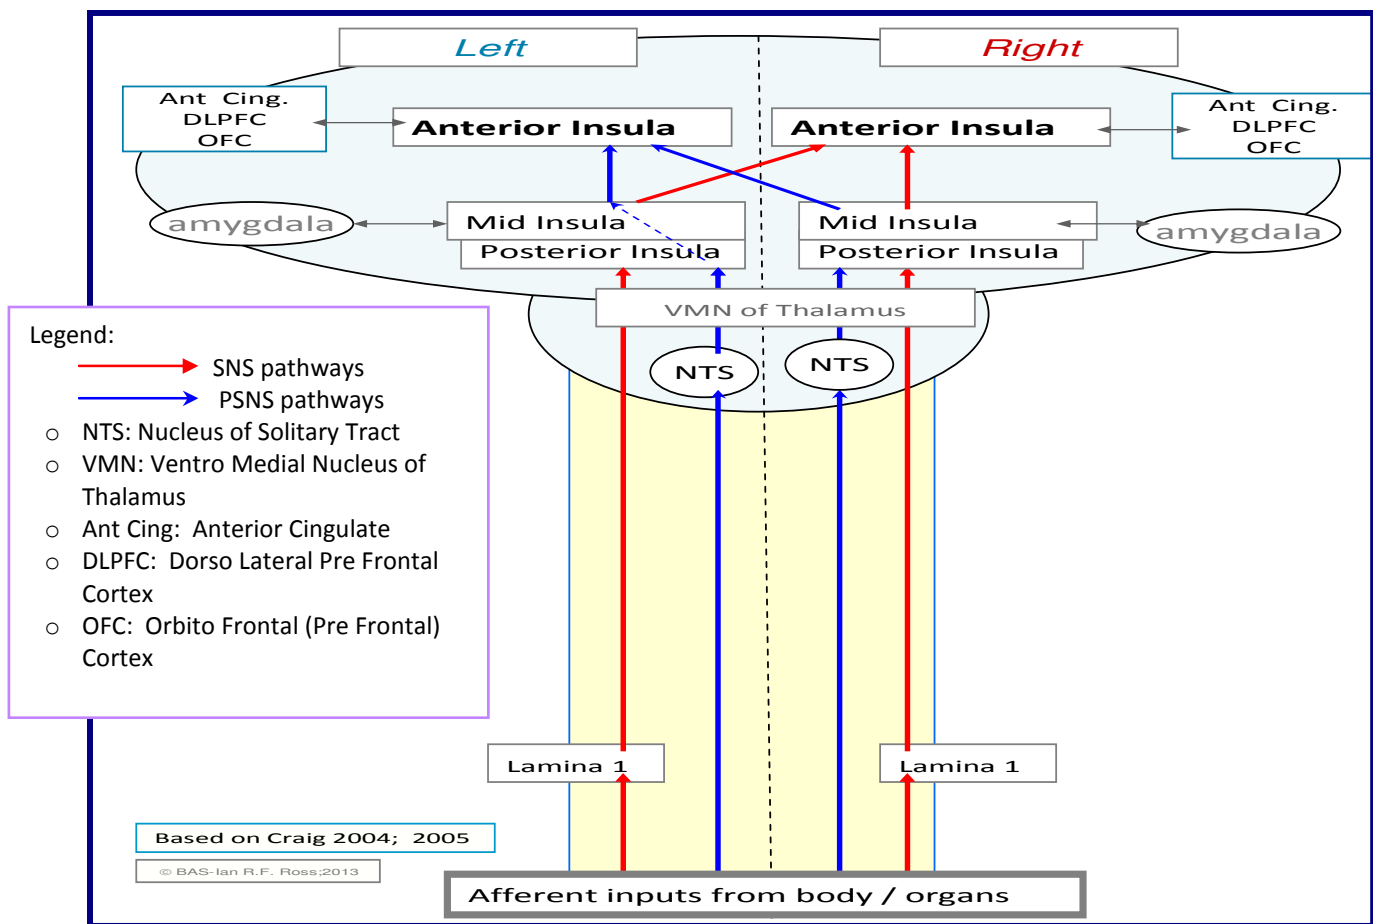 Left
Right
Ant Cing.
DLPFC
OFC
Anterior Insula
Anterior Insula
Ant Cing.
DLPFC
OFC
amygdala
Mid Insula
Posterior Insula
Mid Insula
Posterior Insula
amygdala
VMN of Thalamus
NTS
NTS
Legend:
SNS pathways
PSNS pathways
o NTS: Nucleus of Solitary Tract
o VMN: Ventro Medial Nucleus of
Thalamus
o Ant Cing: Anterior Cingulate
o DLPFC: Dorso Lateral Pre Frontal
Cortex
o OFC: Orbito Frontal (Pre Frontal)
Cortex
Lamina 1
Lamina 1
Based on Craig 2004; 2005
© BAS-Ian R.F. Ross;2013
Afferent inputs from body / organs